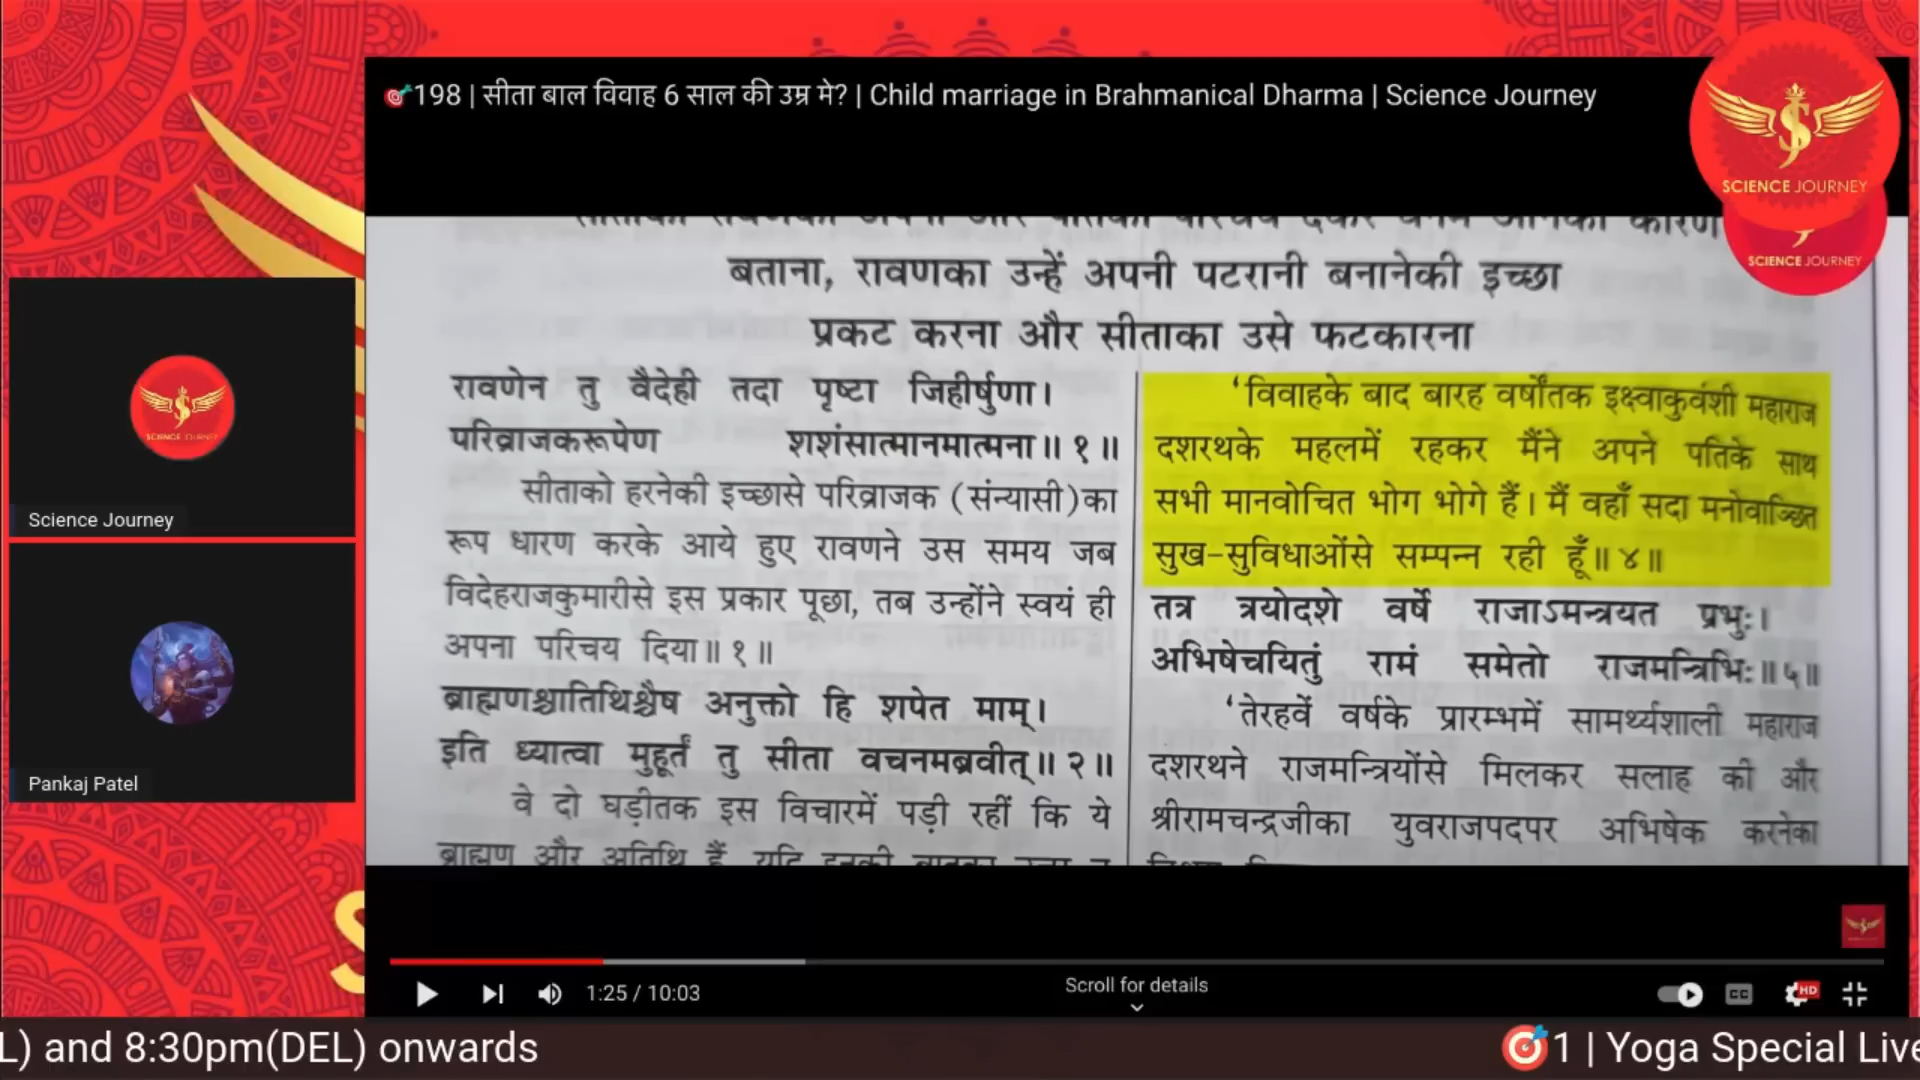 198 | सीता बाल विवाह 6 साल की उम्र मे? | Child marriage in Brahmanical Dharma | Science Journey
SCIENCE JOURNEY
SCIENCE JOURNEY
बताना, रावणका उन्हें अपनी पटरानी बनानेकी इच्छा
प्रकट करना और सीताका उसे फटकारना
रावणेन तु वैदेही तदा पृष्टा जिहीर्षुणा।
परिव्राजकरूपेण शशंसात्मानमात्मना॥१॥
सीताको हरनेकी इच्छासे परिव्राजक (संन्यासी)का
रूप धारण करके आये हुए रावणने उस समय जब
विदेहराजकुमारीसे इस प्रकार पूछा, तब उन्होंने स्वयं ही
अपना परिचय दिया॥१॥
ब्राह्मणश्चातिथिश्चैष अनुक्तो हि शपेत माम्।
इति ध्यात्वा मुहूर्तं तु सीता वचनमब्रवीत्॥२॥
वे दो घड़ीतक इस विचारमें पड़ी रहीं कि ये
ब्राह्मण और अतिथि हैं
‘विवाहके बाद बारह वर्षोंतक इक्ष्वाकुवंशी महाराज
दशरथके महलमें रहकर मैंने अपने पतिके साथ
सभी मानवोचित भोग भोगे हैं। मैं वहाँ सदा मनोवाञ्छित
सुख-सुविधाओंसे सम्पन्न रही हूँ॥४॥
तत्र त्रयोदशे वर्षे राजाऽमन्त्रयत प्रभुः।
अभिषेचयितुं रामं समेतो राजमन्त्रिभिः॥५॥
‘तेरहवें वर्षके प्रारम्भमें सामर्थ्यशाली महाराज
दशरथने राजमन्त्रियोंसे मिलकर सलाह की और
श्रीरामचन्द्रजीका युवराजपदपर अभिषेक करनेका
SCIENCE JOURNEY
Science Journey
Pankaj Patel
1:25 / 10:03
Scroll for details
CC
HD
L) and 8:30pm(DEL) onwards
1 | Yoga Special Live